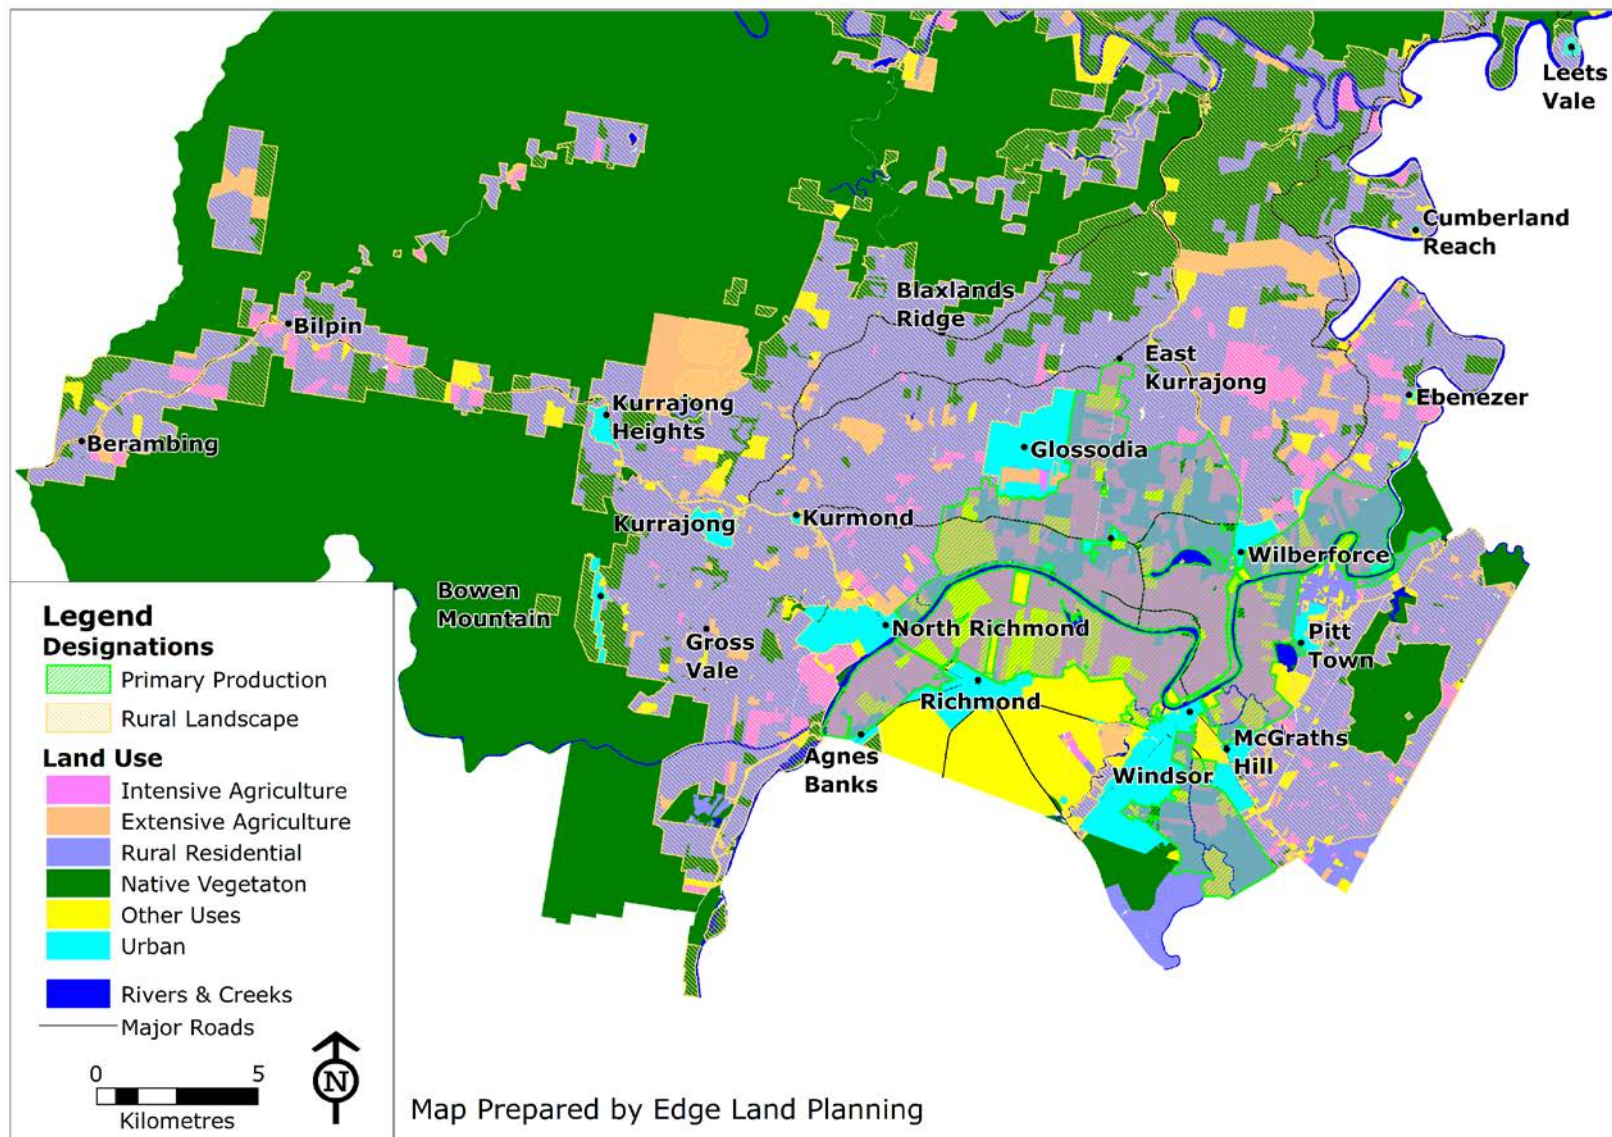 Leets
Vale
Cumberland
Reach
Blaxlands
Ridge
Bilpin
East
Kurrajong
Kurrajong
Heights
Ebenezer
Berambing
Glossodia
Kurrajong
Kurmond
Wilberforce
Bowen
Mountain
North Richmond
Gross
Vale
Pitt
Town
Richmond
McGraths
Hill
Agnes
Banks
Windsor
Legend
Designations
Primary Production
Rural Landscape
Land Use
Intensive Agriculture
Extensive Agriculture
Rural Residential
Native Vegetaton
Other Uses
Urban
Rivers & Creeks
Major Roads
0 5
Kilometres
N
Map Prepared by Edge Land Planning